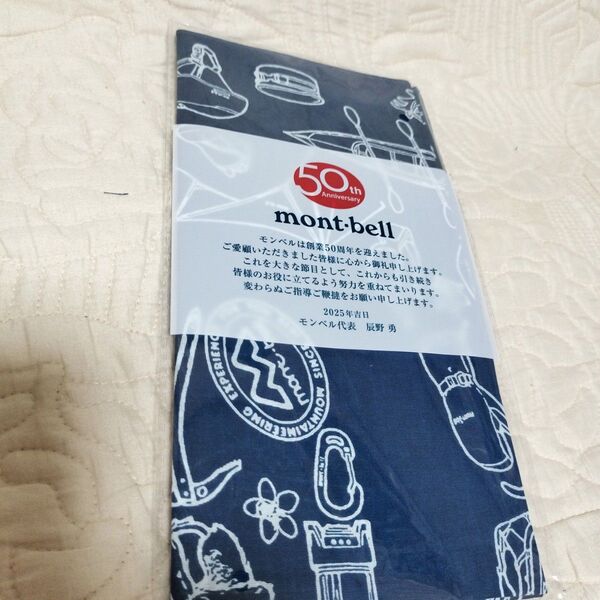 50th
Anniversary
mont·bell
モンベルは創業50周年を迎えました。
ご愛顧いただきました皆様に心から御礼申し上げます。
これを大きな節目として、これからも引き続き
皆様のお役に立てるよう努力を重ねてまいります。
変わらぬご指導ご鞭撻をお願い申し上げます。
2025年吉日
モンベル代表 辰野 勇
MOUNTAINEERING EXPERIENCE
SINCE